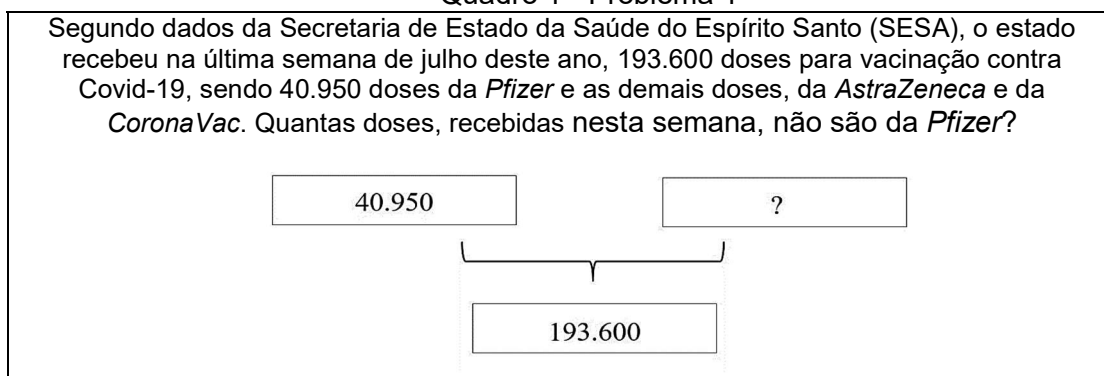 Segundo dados da Secretaria de Estado da Saúde do Espírito Santo (SESA), o estado
recebeu na última semana de julho deste ano, 193.600 doses para vacinação contra
Covid-19, sendo 40.950 doses da Pfizer e as demais doses, da AstraZeneca e da
CoronaVac. Quantas doses, recebidas nesta semana, não são da Pfizer?
40.950
?
193.600